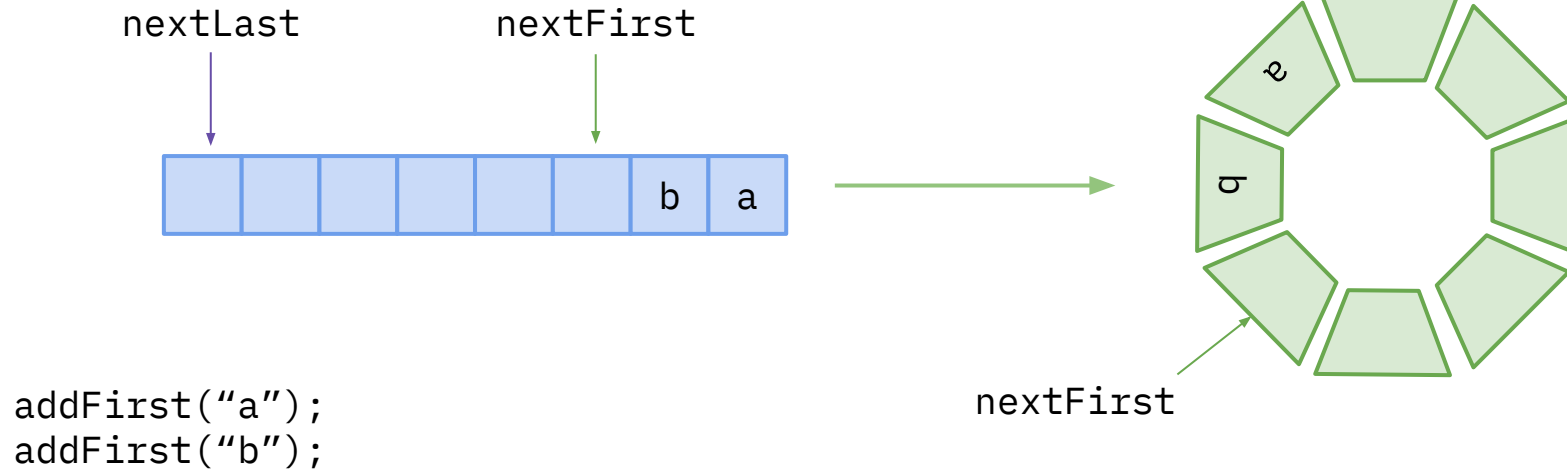 nextLast
nextFirst
b
a
a
b
nextFirst
addFirst(“a”);
addFirst(“b”);